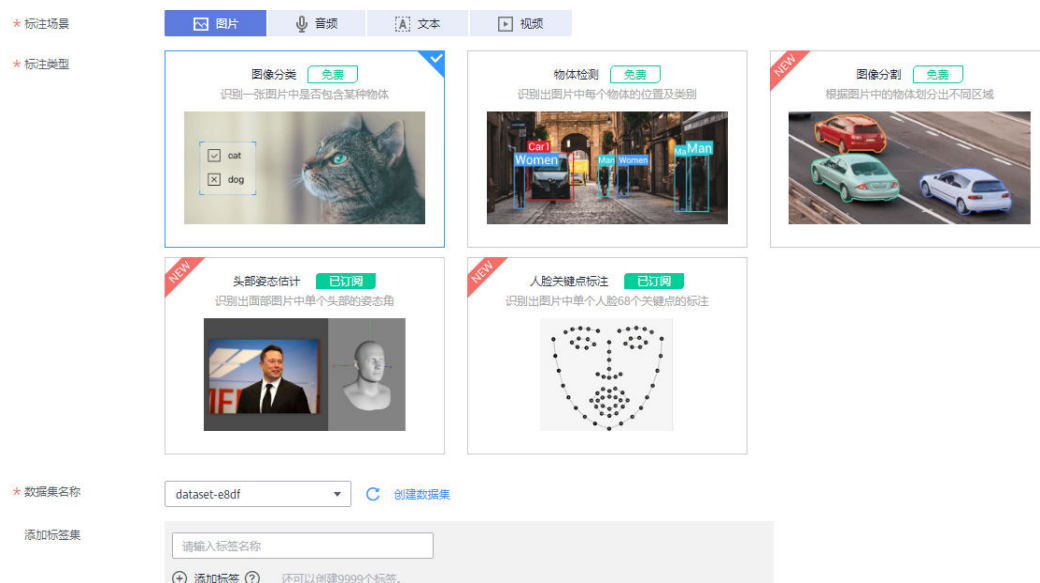 * 标注场景
图片 音频 文本 视频
* 标注类型
图像分类 免费
识别一张图片中是否包含某种物体
cat
dog
物体检测 免费
识别出图片中每个物体的位置及类别
Car1
Women Man Women Ma Man
NEW
图像分割 免费
根据图片中的物体划分出不同区域
NEW
头部姿态估计 已订阅
识别出面部图片中单个头部的姿态角
NEW
人脸关键点标注 已订阅
识别出图片中单个人脸68个关键点的标注
* 数据集名称
dataset-e8df 创建数据集
添加标签集
请输入标签名称
添加标签 ? 还可以创建9999个标签。